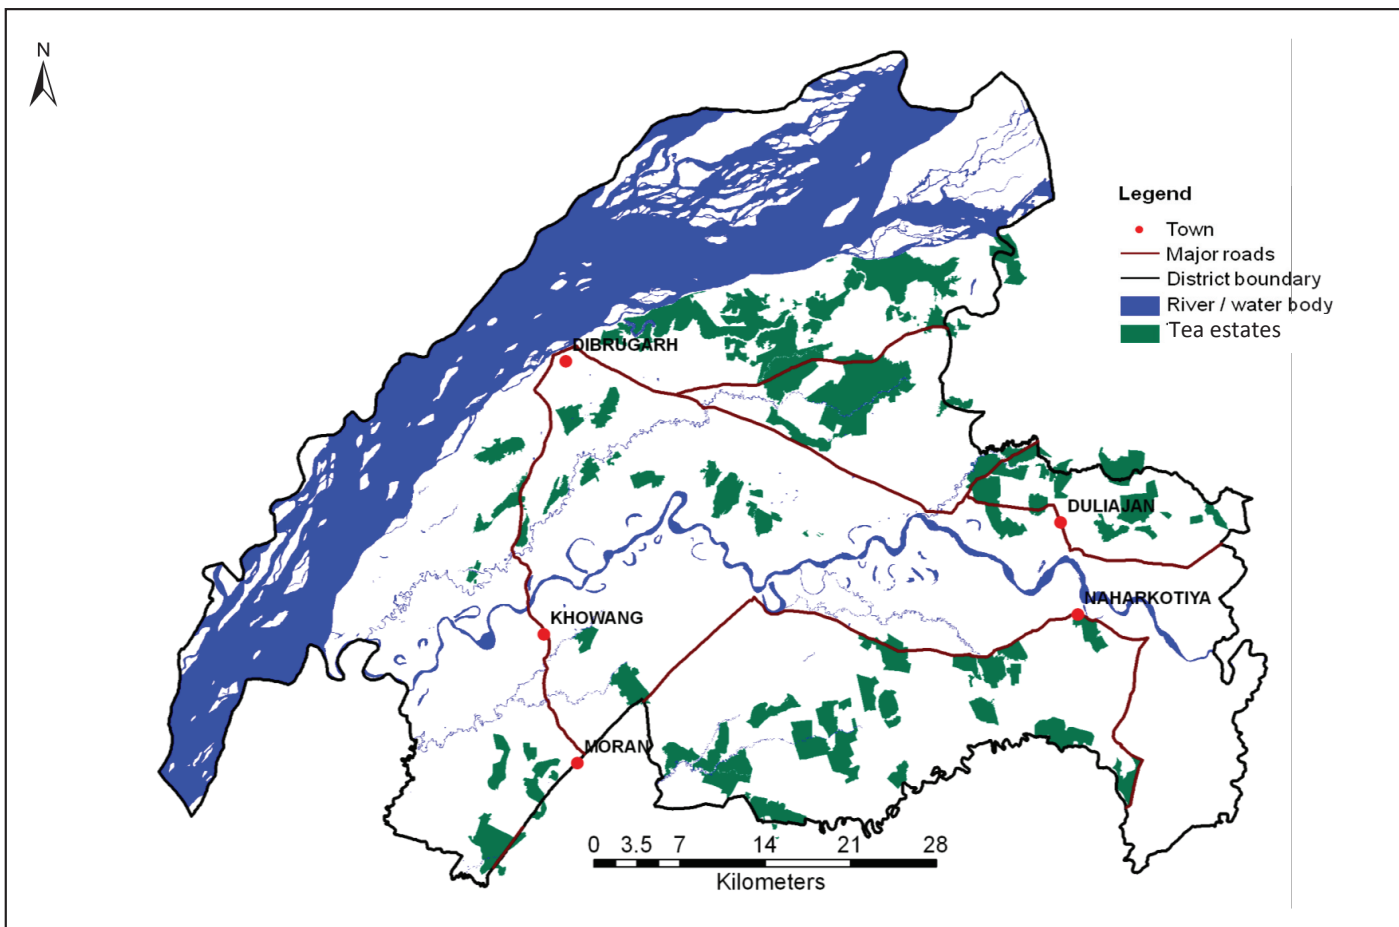 N
Legend
Town
Major roads
District boundary
River / water body
Tea estates
DIBRUGARH
DULIAJAN
NAHARKOTIYA
KHOWANG
MORAN
0 3.5 7 14 21 28
Kilometers